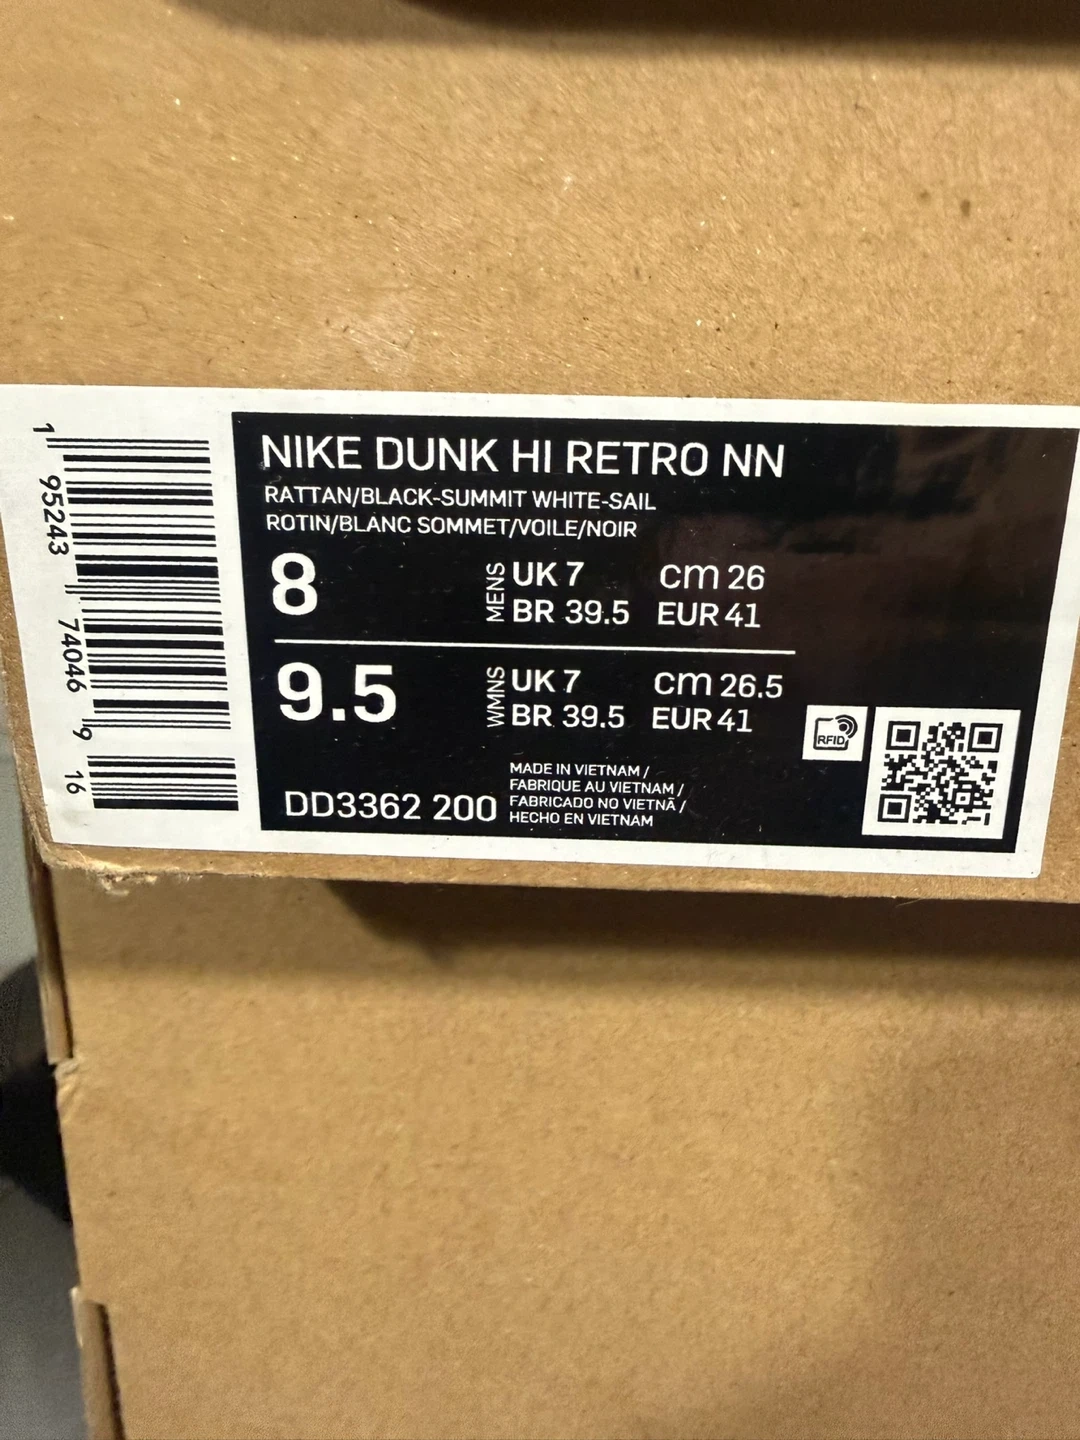 NIKE DUNK HI RETRO NN
RATTAN/BLACK-SUMMIT WHITE-SAIL
ROTIN/BLANC SOMMET/VOILE/NOIR
8 MENS UK 7 cm 26
BR 39.5 EUR 41
9.5 WMNS UK 7 cm 26.5
BR 39.5 EUR 41
DD3362 200
MADE IN VIETNAM /
FABRIQUE AU VIETNAM /
FABRICADO NO VIETNÃ /
HECHO EN VIETNAM
RFID
1 95243 74046 9 16